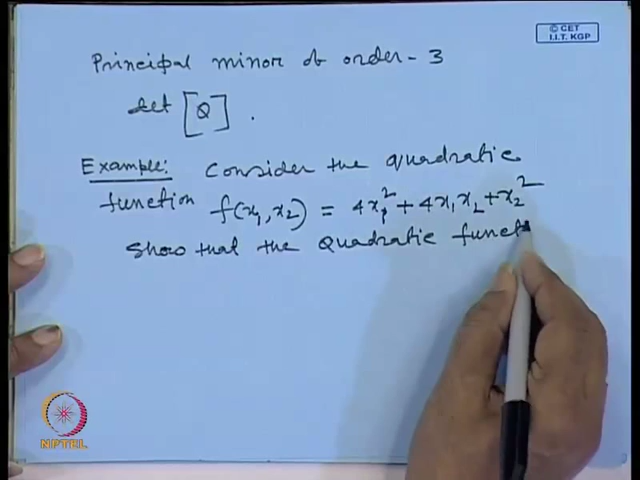 © CET
I.I.T. KGP
Principal minor of order - 3
det [Q].
Example: Consider the quadratic
function f(x₁, x₂) = 4x₁² + 4x₁x₂ + x₂²
Show that the Quadratic funct
NPTEL